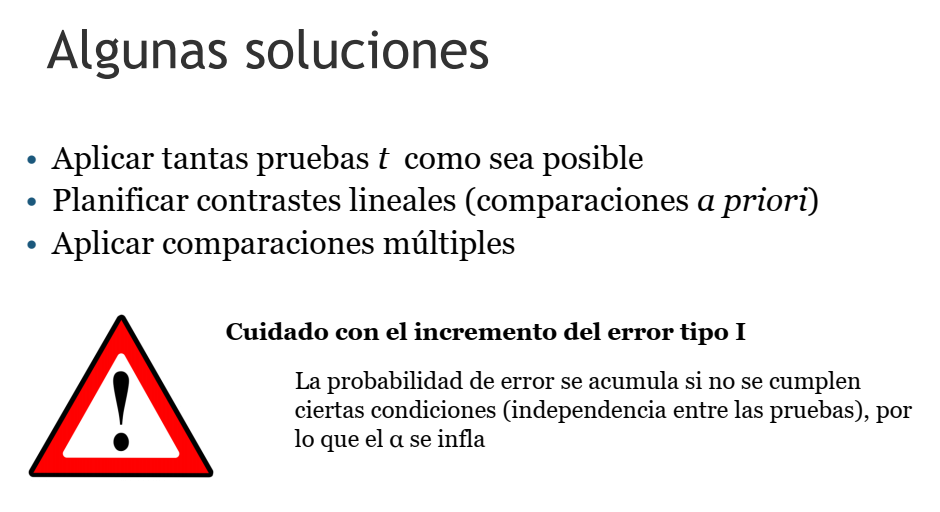 Algunas soluciones
• Aplicar tantas pruebas t como sea posible
• Planificar contrastes lineales (comparaciones a priori)
• Aplicar comparaciones múltiples
Cuidado con el incremento del error tipo I
La probabilidad de error se acumula si no se cumplen
ciertas condiciones (independencia entre las pruebas), por
lo que el α se infla